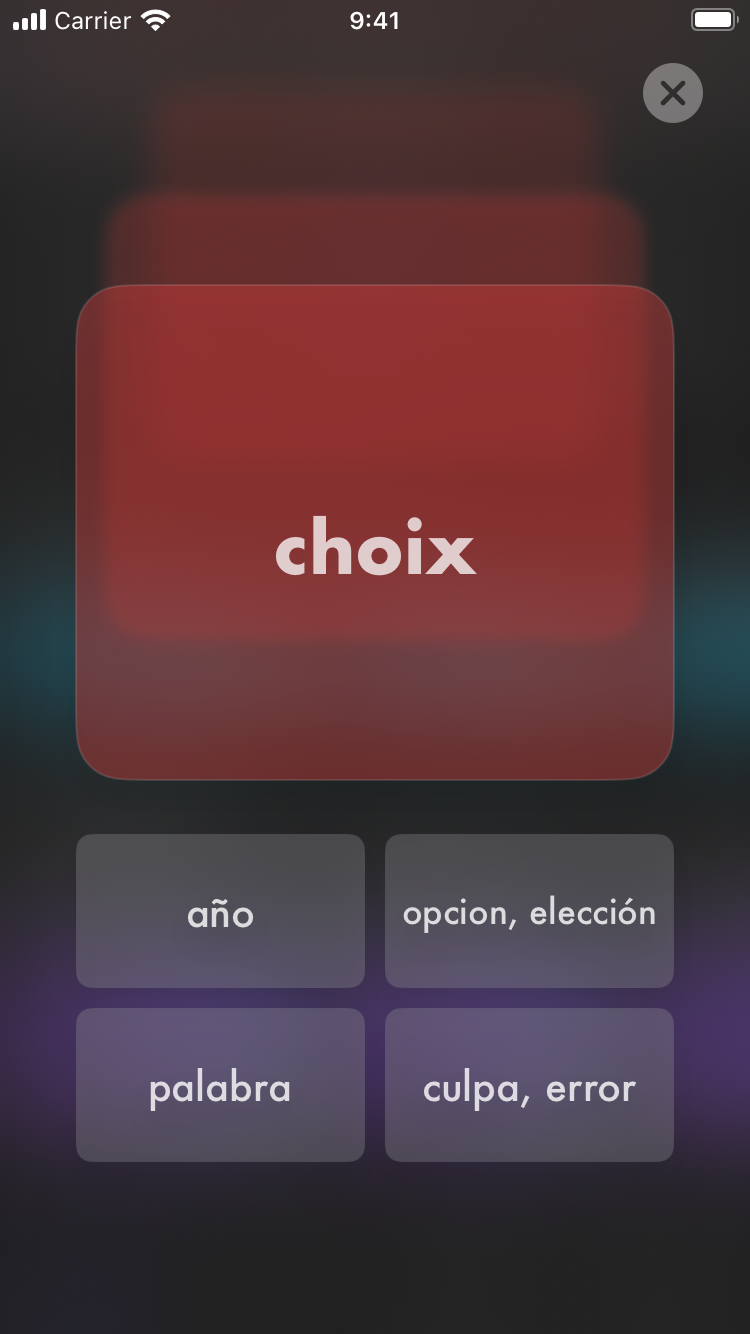 Carrier 9:41
choix
año
opcion, elección
palabra
culpa, error